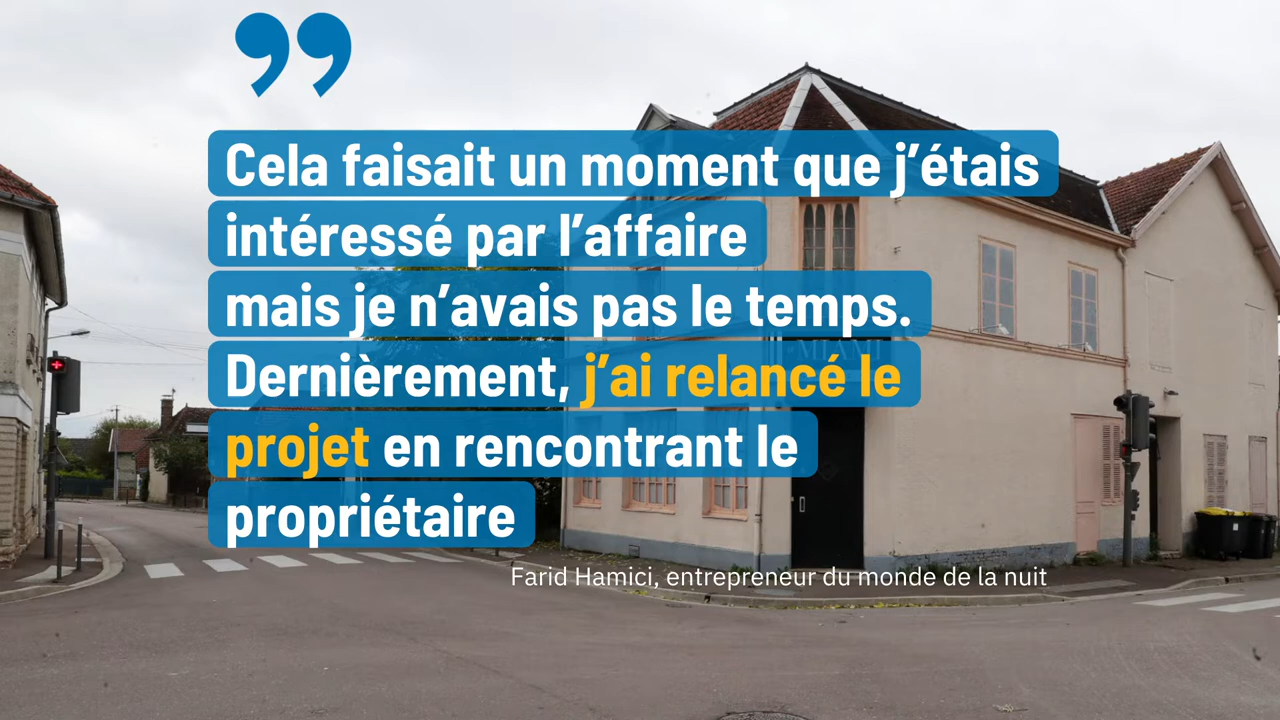 ”
Cela faisait un moment que j’étais
intéressé par l’affaire
mais je n’avais pas le temps.
Dernièrement, j’ai relancé le
projet en rencontrant le
propriétaire
MIAMI
Farid Hamici, entrepreneur du monde de la nuit